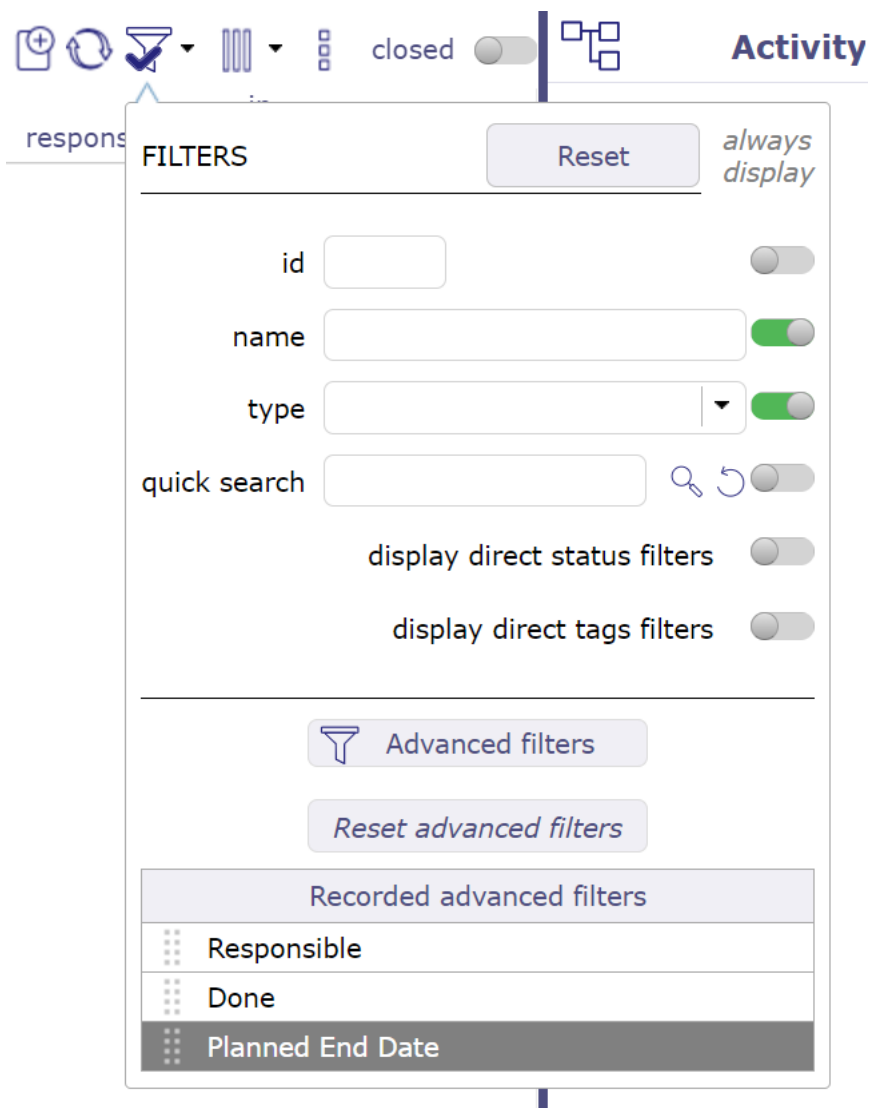 closed
Activity
respons
FILTERS
Reset
always
display
id
name
type
quick search
display direct status filters
display direct tags filters
Advanced filters
Reset advanced filters
Recorded advanced filters
Responsible
Done
Planned End Date